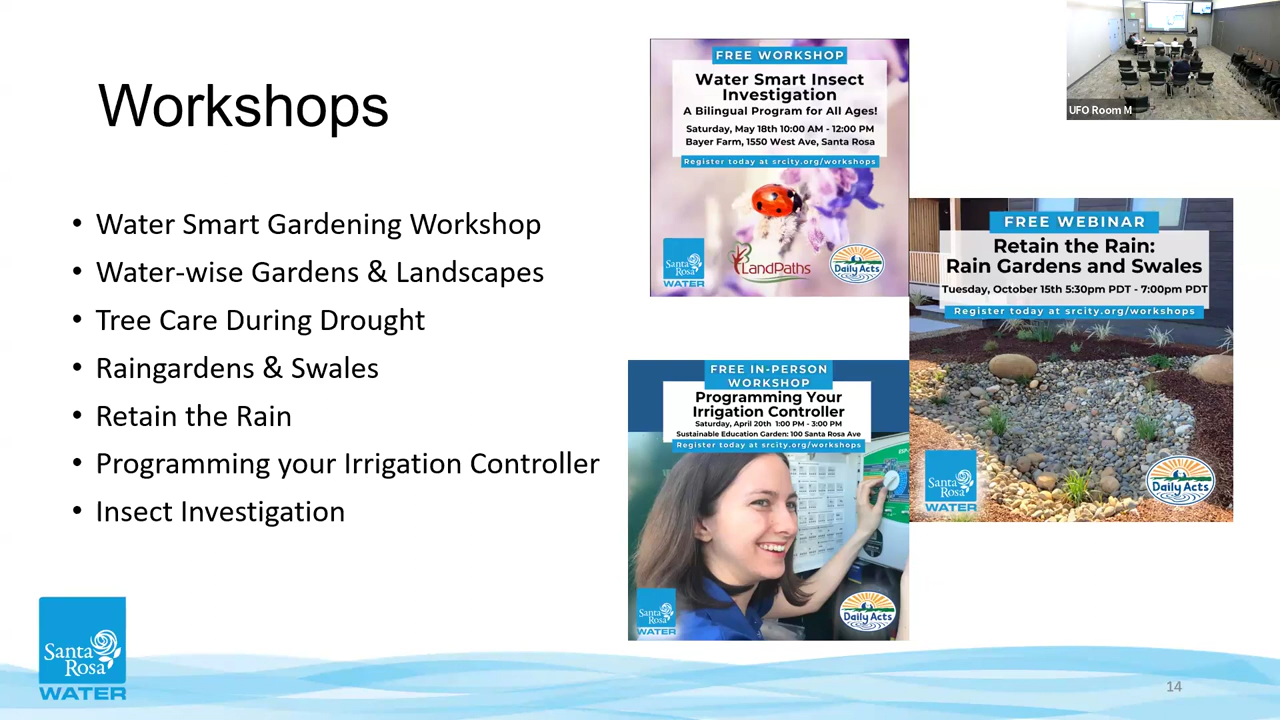 Workshops
• Water Smart Gardening Workshop
• Water-wise Gardens & Landscapes
• Tree Care During Drought
• Raingardens & Swales
• Retain the Rain
• Programming your Irrigation Controller
• Insect Investigation
Santa
Rosa
WATER
FREE WORKSHOP
Water Smart Insect
Investigation
A Bilingual Program for All Ages!
Saturday, May 18th 10:00 AM - 12:00 PM
Bayer Farm, 1550 West Ave, Santa Rosa
Register today at srcity.org/workshops
Santa
Rosa
WATER
LandPaths
Daily Acts
FREE WEBINAR
Retain the Rain:
Rain Gardens and Swales
Tuesday, October 15th 5:30pm PDT - 7:00pm PDT
Register today at srcity.org/workshops
Santa
Rosa
WATER
Daily Acts
FREE IN-PERSON
WORKSHOP
Programming Your
Irrigation Controller
Saturday, April 20th 1:00 PM - 3:00 PM
Sustainable Education Garden: 100 Santa Rosa Ave
Register today at srcity.org/workshops
Santa
Rosa
WATER
Daily Acts
UFO Room M
14